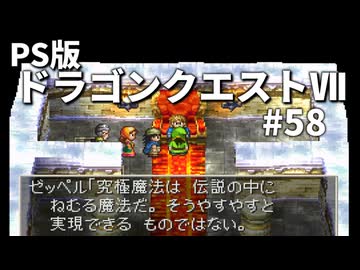 PS版
ドラゴンクエストⅦ
#58
ゼッペル「究極魔法は 伝説の中に
ねむる魔法だ。そうやすやすと
実現できる ものではない。